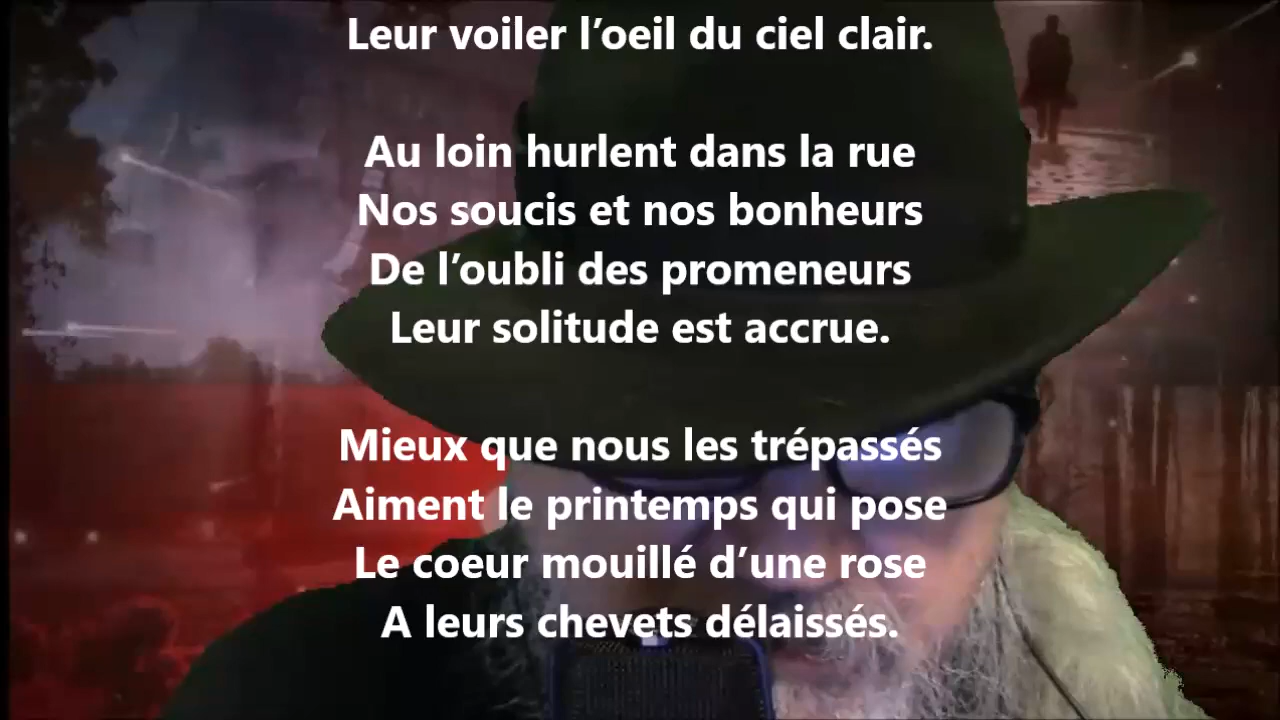 Leur voiler l’oeil du ciel clair.
Au loin hurlent dans la rue
Nos soucis et nos bonheurs
De l’oubli des promeneurs
Leur solitude est accrue.
Mieux que nous les trépassés
Aiment le printemps qui pose
Le coeur mouillé d’une rose
A leurs chevets délaissés.